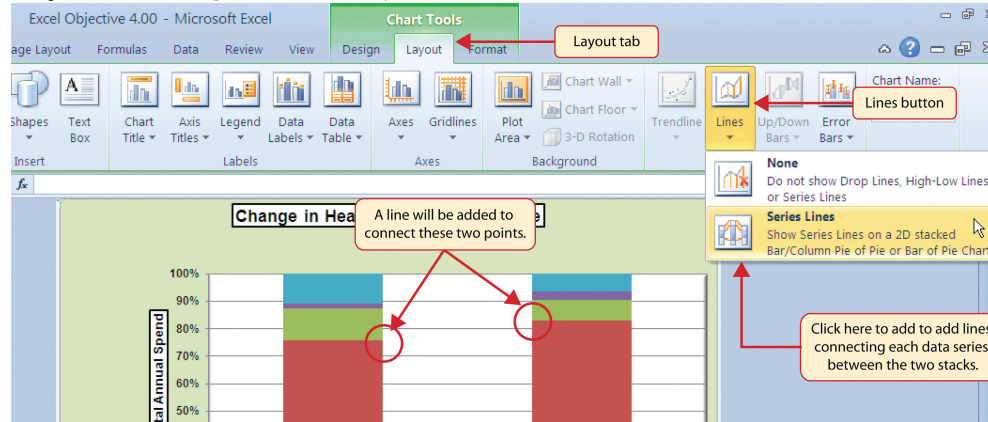 Excel Objective 4.00 - Microsoft Excel
Chart Tools
age Layout Formulas Data Review View Design Layout Format
Layout tab
Shapes
Text Box
Chart Title
Axis Titles
Legend
Data Labels
Data Table
Axes
Gridlines
Plot Area
Chart Wall
Chart Floor
3-D Rotation
Trendline
Lines
Up/Down Bars
Error Bars
Chart Name:
Lines button
Insert
Labels
Axes
Background
None
Do not show Drop Lines, High-Low Lines
or Series Lines
Series Lines
Show Series Lines on a 2D stacked
Bar/Column Pie of Pie or Bar of Pie Chart
fx
Change in Hea
A line will be added to
connect these two points.
100%
90%
80%
70%
60%
50%
tal Annual Spend
Click here to add to add lines
connecting each data series
between the two stacks.